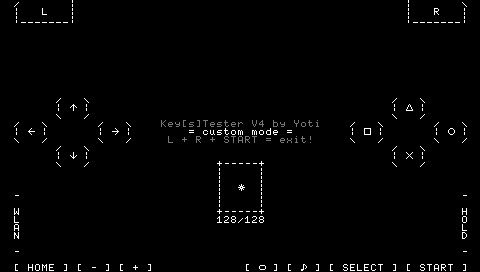 L R
↑ △
Key[s]Tester V4 by Yoti
← → = custom mode = □ ○
L + R + START = exit!
↓ ×
*
128/128
WLAN HOLD
[ HOME ] [ - ] [ + ] [ ○ ] [ ♪ ] [ SELECT ] [ START ]